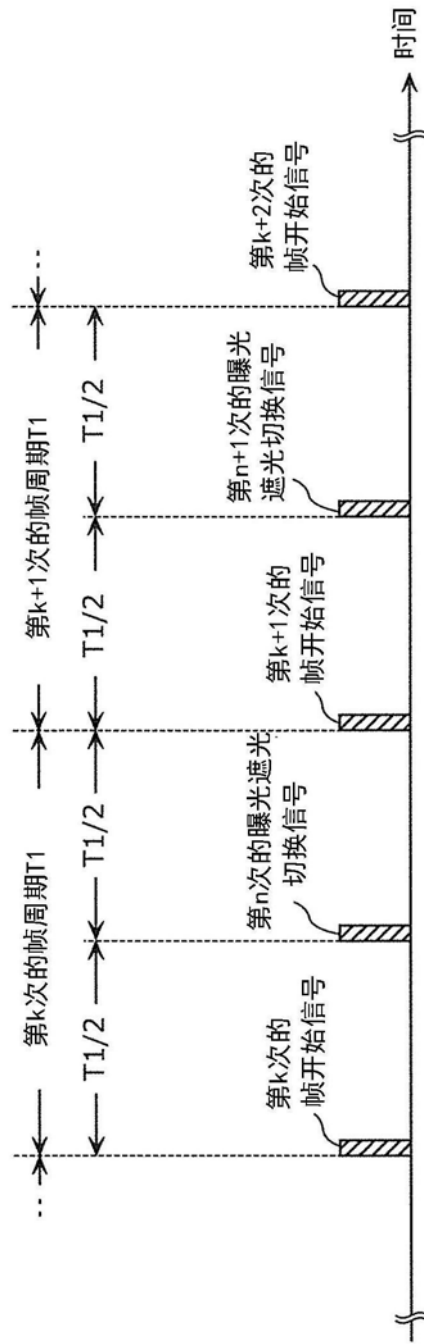 第k次的帧周期T1
第k+1次的帧周期T1
T1/2
T1/2
T1/2
T1/2
第k次的
帧开始信号
第n次的曝光遮光
切换信号
第k+1次的
帧开始信号
第n+1次的曝光
遮光切换信号
第k+2次的
帧开始信号
时间